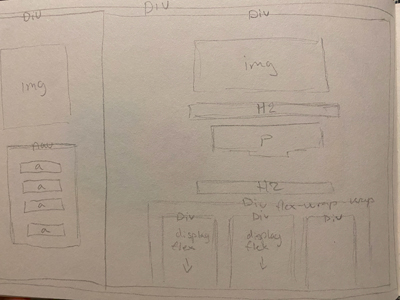 Div
Div
img
nav
a
a
a
a
Div
img
H2
P
H2
Div flex-wrap wrap
Div
display
flex
Div
display
flex
Div